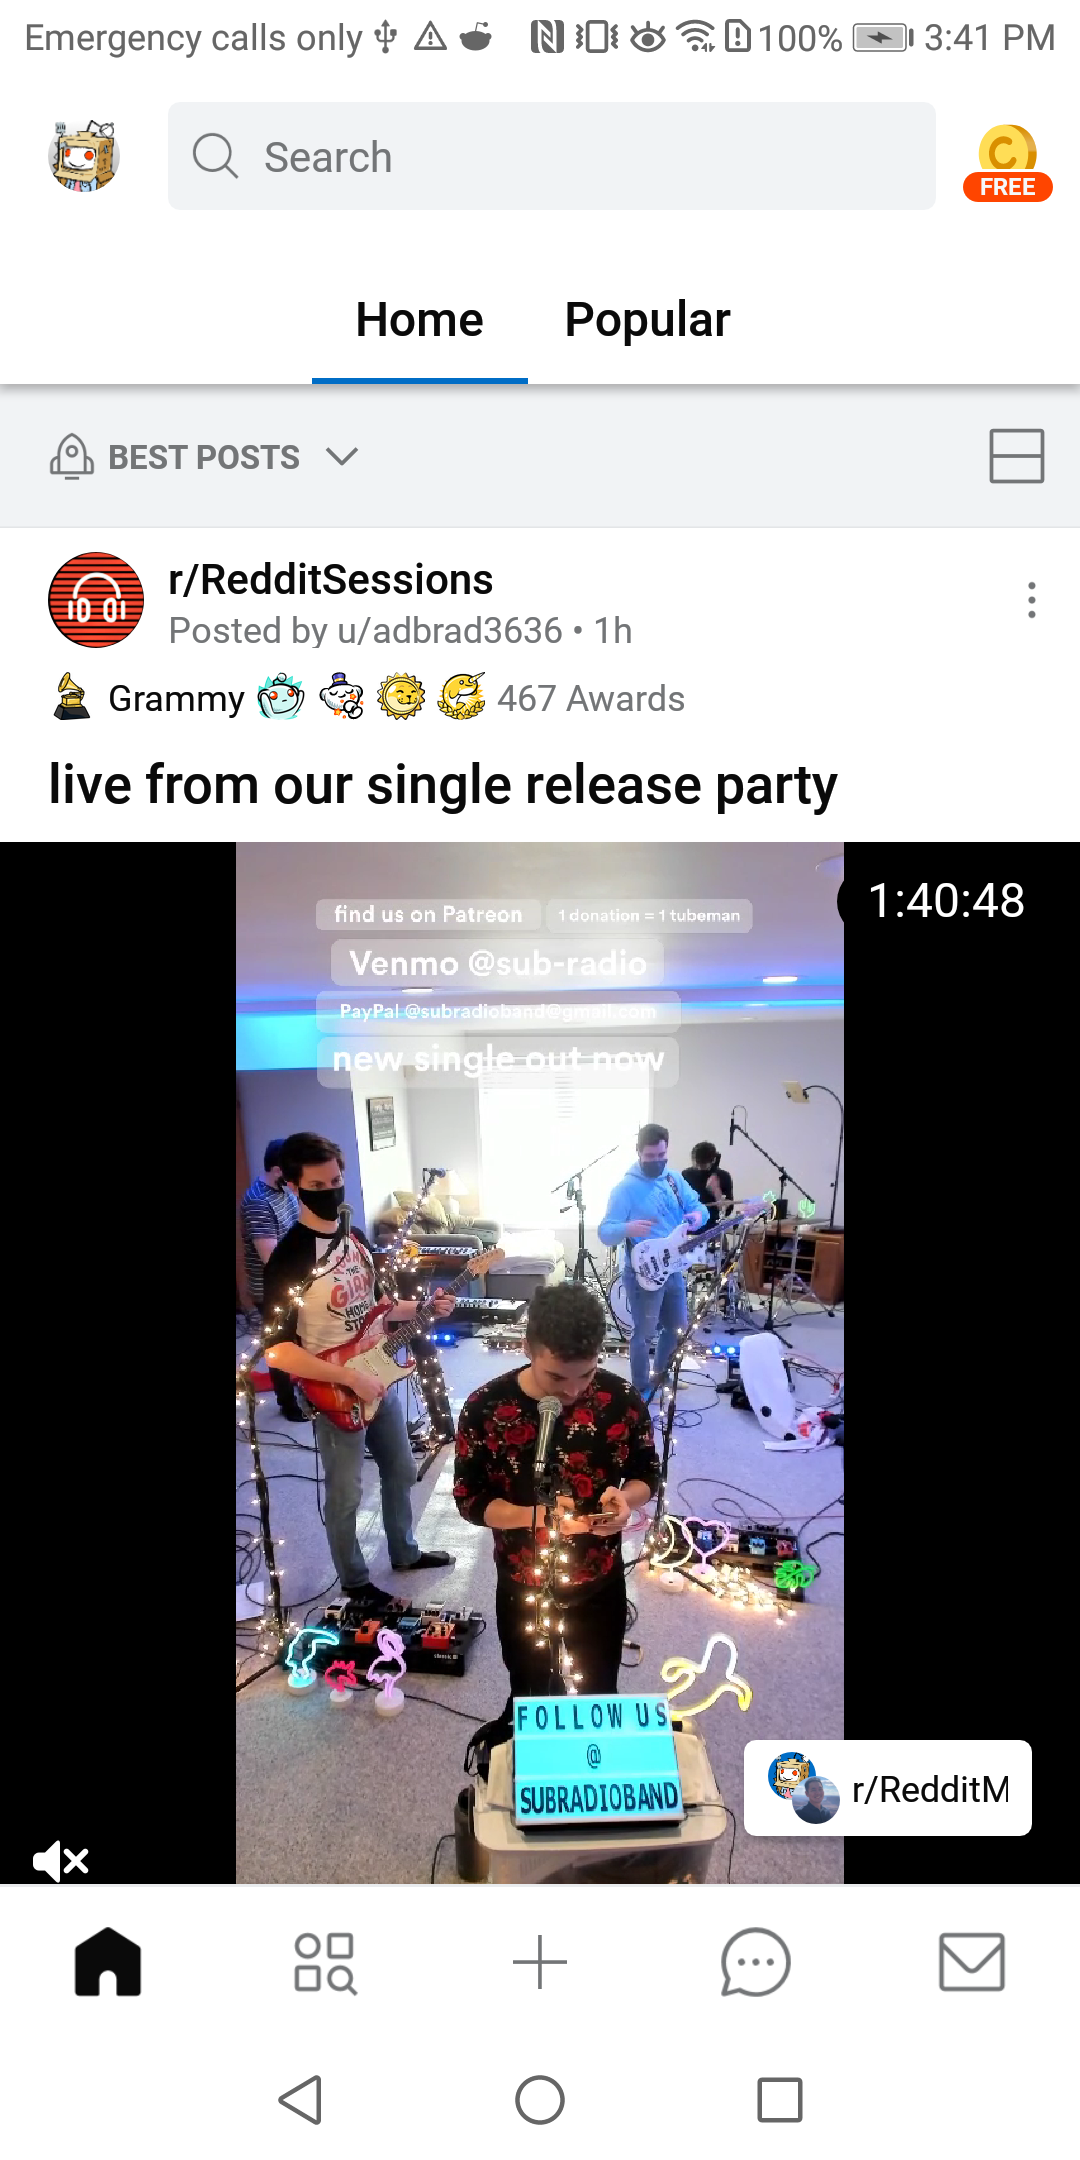 Emergency calls only 100% 3:41 PM
Search
C
FREE
Home Popular
BEST POSTS
r/RedditSessions
Posted by u/adbrad3636 • 1h
Grammy 467 Awards
live from our single release party
1:40:48
find us on Patreon 1 donation = 1 tubeman
Venmo @sub-radio
PayPal @subradioband@gmail.com
new single out now
FOLLOW US
@
SUBRADIOBAND
r/RedditM